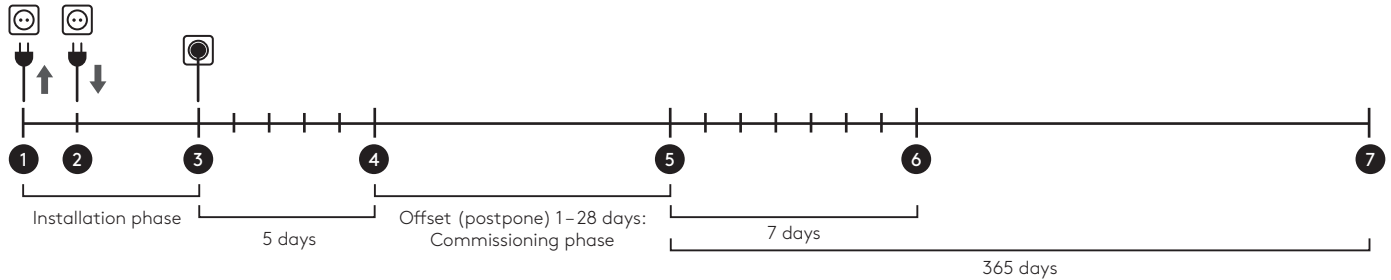 1 2 3 4 5 6 7
Installation phase
5 days
Offset (postpone) 1–28 days:
Commissioning phase
7 days
365 days